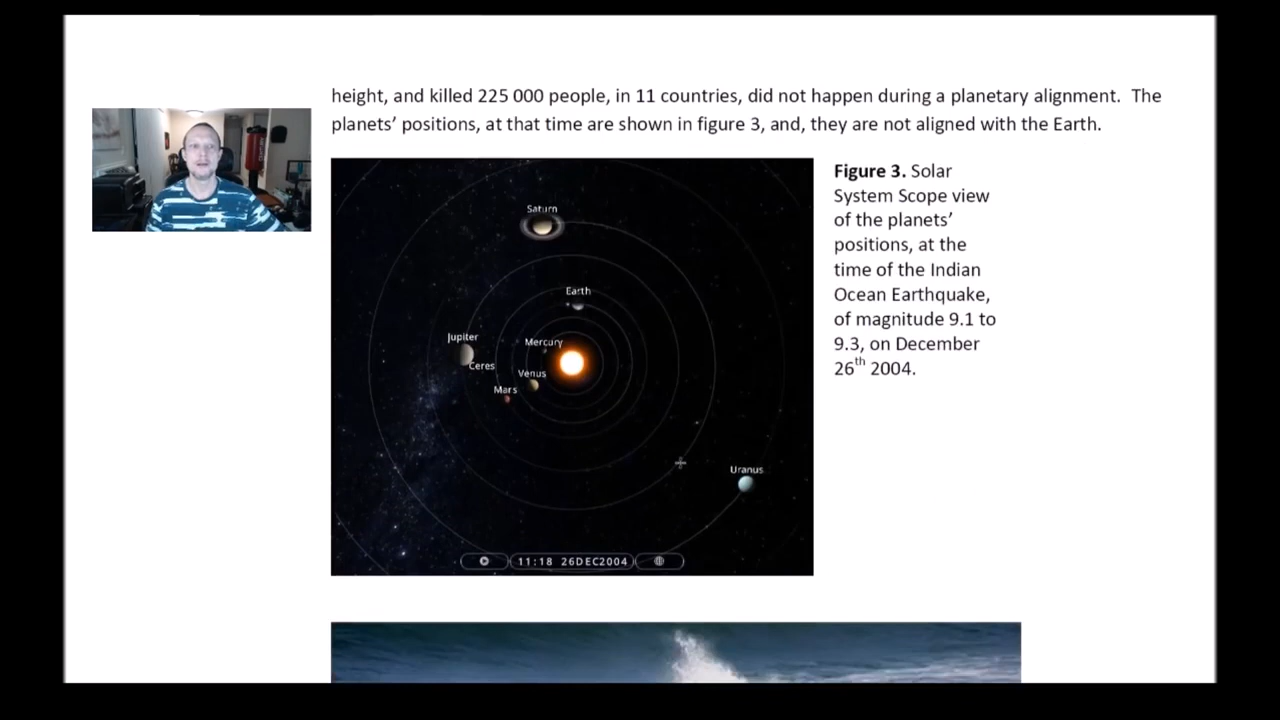 height, and killed 225 000 people, in 11 countries, did not happen during a planetary alignment.  The
planets’ positions, at that time are shown in figure 3, and, they are not aligned with the Earth.
Saturn
Earth
Jupiter
Mercury
Ceres
Venus
Mars
Uranus
11:18 26DEC2004
Figure 3. Solar
System Scope view
of the planets’
positions, at the
time of the Indian
Ocean Earthquake,
of magnitude 9.1 to
9.3, on December
26th 2004.